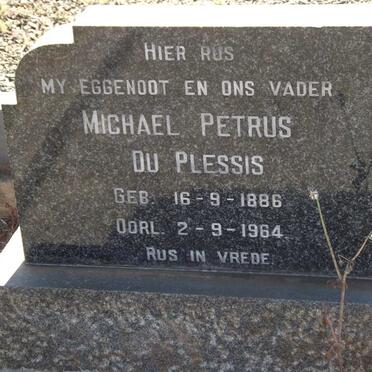 HIER RUS
MY EGGENOOT EN ONS VADER
MICHAEL PETRUS
DU PLESSIS
GEB. 16-9-1886
OORL. 2-9-1964
RUS IN VREDE.